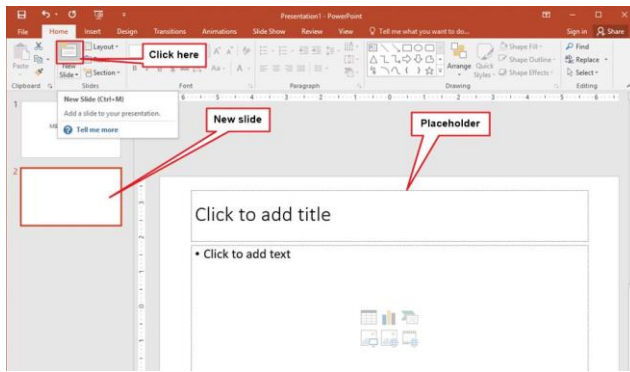 Presentation1 - PowerPoint
File Home Insert Design Transitions Animations Slide Show Review View Tell me what you want to do... Sign in Share
Paste
New Slide
Layout
Section
Click here
Arrange
Quick Styles
Shape Fill
Shape Outline
Shape Effects
Find
Replace
Select
Clipboard Slides Font Paragraph Drawing Editing
New Slide (Ctrl+M)
Add a slide to your presentation.
Tell me more
1
2
New slide
Placeholder
Click to add title
• Click to add text